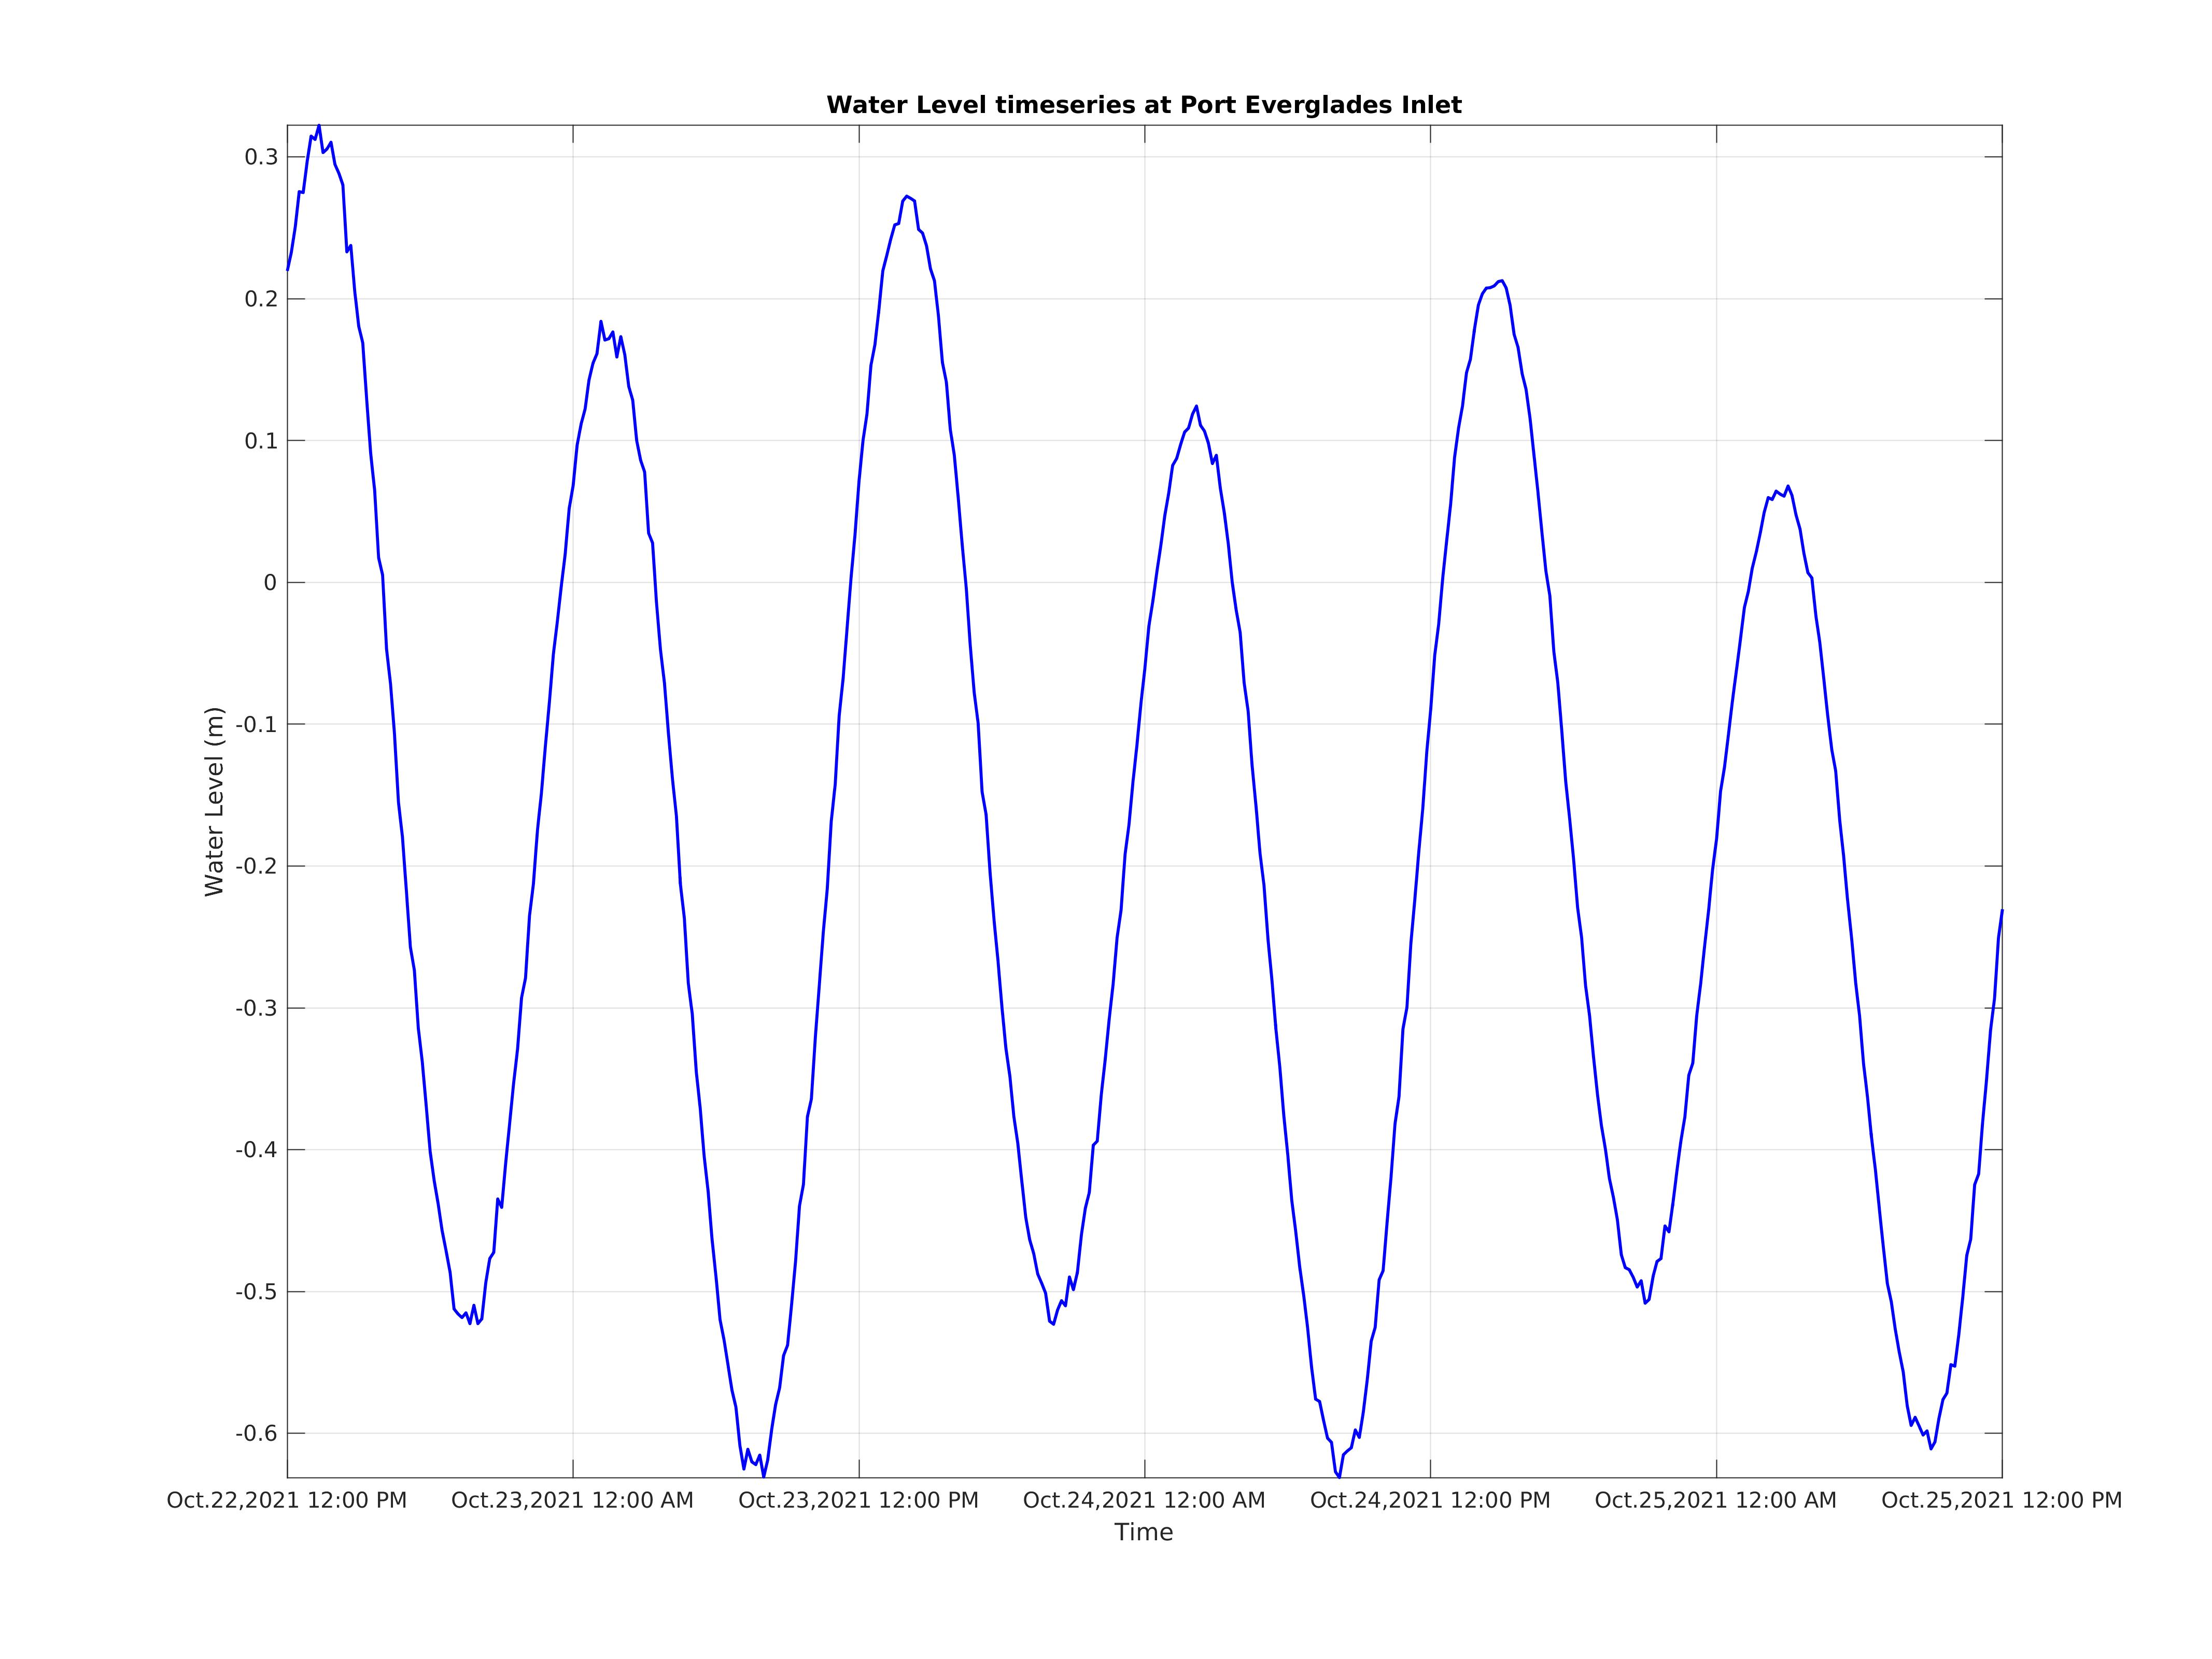 Water Level timeseries at Port Everglades Inlet
0.3
0.2
0.1
0
-0.1
-0.2
-0.3
-0.4
-0.5
-0.6
Water Level (m)
Oct.22,2021 12:00 PM
Oct.23,2021 12:00 AM
Oct.23,2021 12:00 PM
Oct.24,2021 12:00 AM
Oct.24,2021 12:00 PM
Oct.25,2021 12:00 AM
Oct.25,2021 12:00 PM
Time